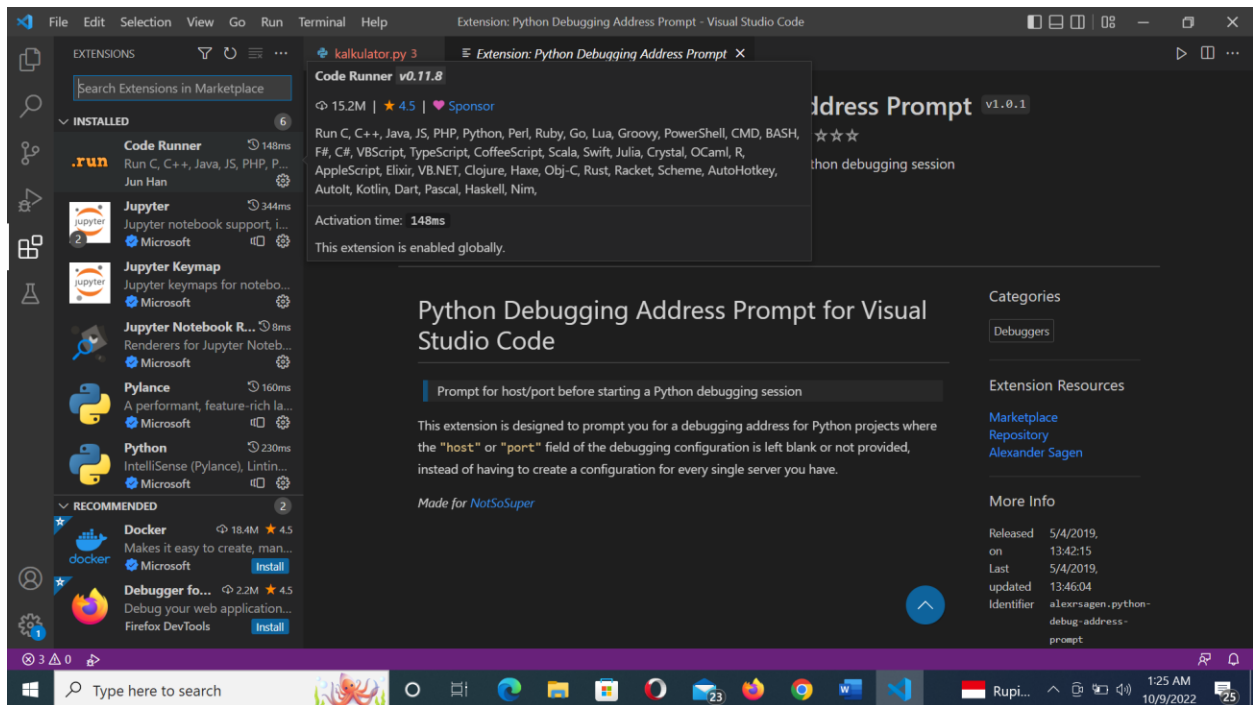 File Edit Selection View Go Run Terminal Help Extension: Python Debugging Address Prompt - Visual Studio Code
EXTENSIONS
kalkulator.py 3
Extension: Python Debugging Address Prompt
Search Extensions in Marketplace
INSTALLED 6
Code Runner 148ms
Run C, C++, Java, JS, PHP, P...
Jun Han
Jupyter 344ms
Jupyter notebook support, i...
Microsoft
2
Jupyter Keymap
Jupyter keymaps for notebo...
Microsoft
Jupyter Notebook R... 8ms
Renderers for Jupyter Noteb...
Microsoft
Pylance 160ms
A performant, feature-rich la...
Microsoft
Python 230ms
IntelliSense (Pylance), Lintin...
Microsoft
RECOMMENDED 2
Docker 18.4M ★ 4.5
Makes it easy to create, man...
Microsoft Install
Debugger fo... 2.2M ★ 4.5
Debug your web application...
Firefox DevTools Install
.run
jupyter
jupyter
docker
1
Code Runner v0.11.8
15.2M | ★ 4.5 | Sponsor
Run C, C++, Java, JS, PHP, Python, Perl, Ruby, Go, Lua, Groovy, PowerShell, CMD, BASH,
F#, C#, VBScript, TypeScript, CoffeeScript, Scala, Swift, Julia, Crystal, OCaml, R,
AppleScript, Elixir, VB.NET, Clojure, Haxe, Obj-C, Rust, Racket, Scheme, AutoHotkey,
AutoIt, Kotlin, Dart, Pascal, Haskell, Nim,
Activation time: 148ms
This extension is enabled globally.
ddress Prompt v1.0.1
thon debugging session
Python Debugging Address Prompt for Visual
Studio Code
Prompt for host/port before starting a Python debugging session
This extension is designed to prompt you for a debugging address for Python projects where
the "host" or "port" field of the debugging configuration is left blank or not provided,
instead of having to create a configuration for every single server you have.
Made for NotSoSuper
Categories
Debuggers
Extension Resources
Marketplace
Repository
Alexander Sagen
More Info
Released on 5/4/2019, 13:42:15
Last updated 5/4/2019, 13:46:04
Identifier alexrsagen.python-
debug-address-
prompt
3 0
Type here to search
23
Rupi...
1:25 AM
10/9/2022
25